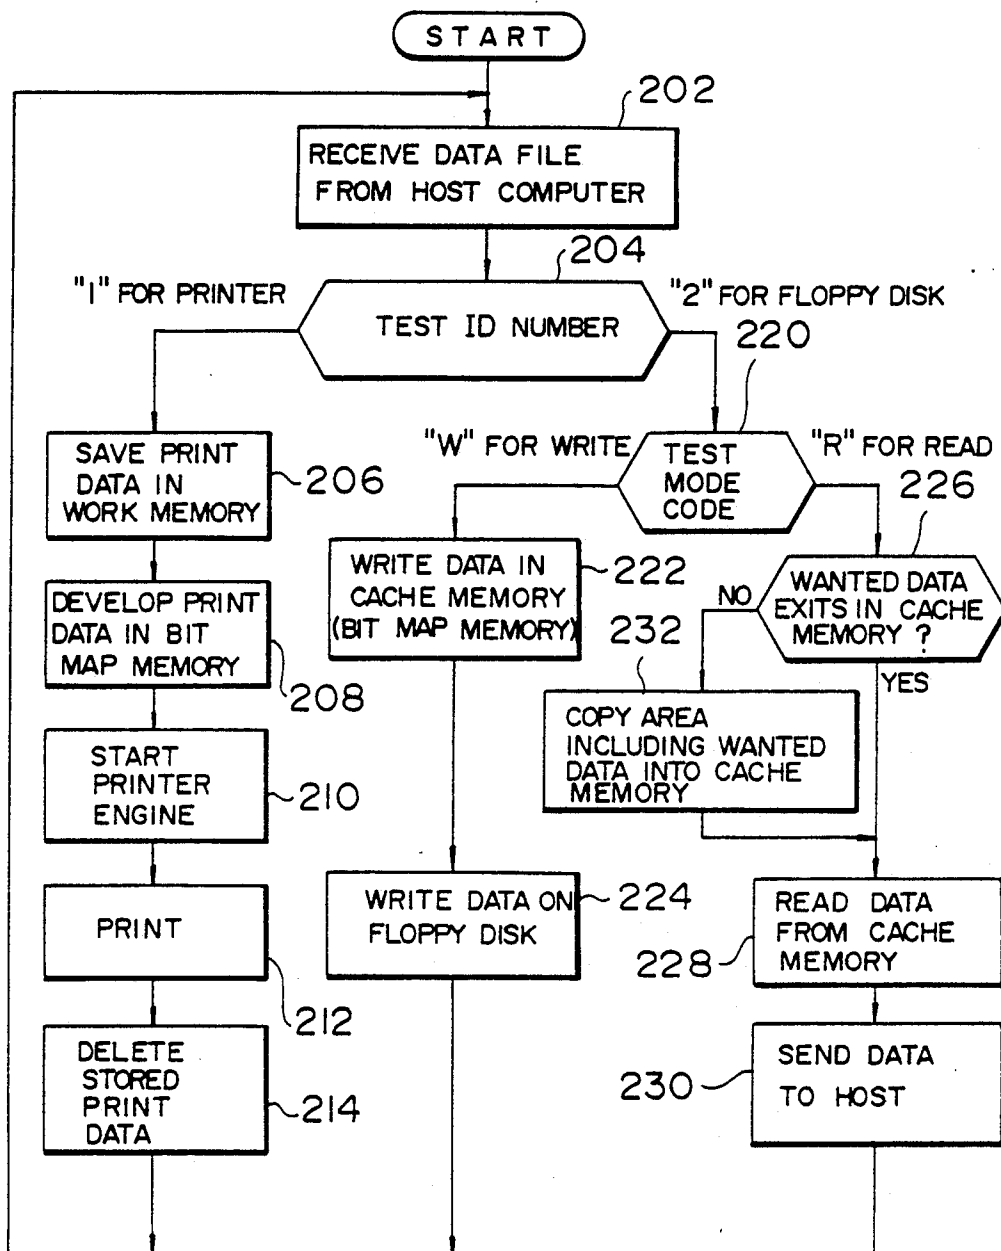 START
202
RECEIVE DATA FILE
FROM HOST COMPUTER
204
"1" FOR PRINTER
"2" FOR FLOPPY DISK
TEST ID NUMBER
220
"W" FOR WRITE
TEST
MODE
CODE
"R" FOR READ
226
SAVE PRINT
DATA IN
WORK MEMORY
206
WRITE DATA IN
CACHE MEMORY
(BIT MAP MEMORY)
222
NO
WANTED DATA
EXITS IN CACHE
MEMORY ?
YES
DEVELOP PRINT
DATA IN BIT
MAP MEMORY
208
232
COPY AREA
INCLUDING WANTED
DATA INTO CACHE
MEMORY
START
PRINTER
ENGINE
210
PRINT
212
WRITE DATA ON
FLOPPY DISK
224
READ DATA
FROM CACHE
MEMORY
228
DELETE
STORED
PRINT
DATA
214
SEND DATA
TO HOST
230